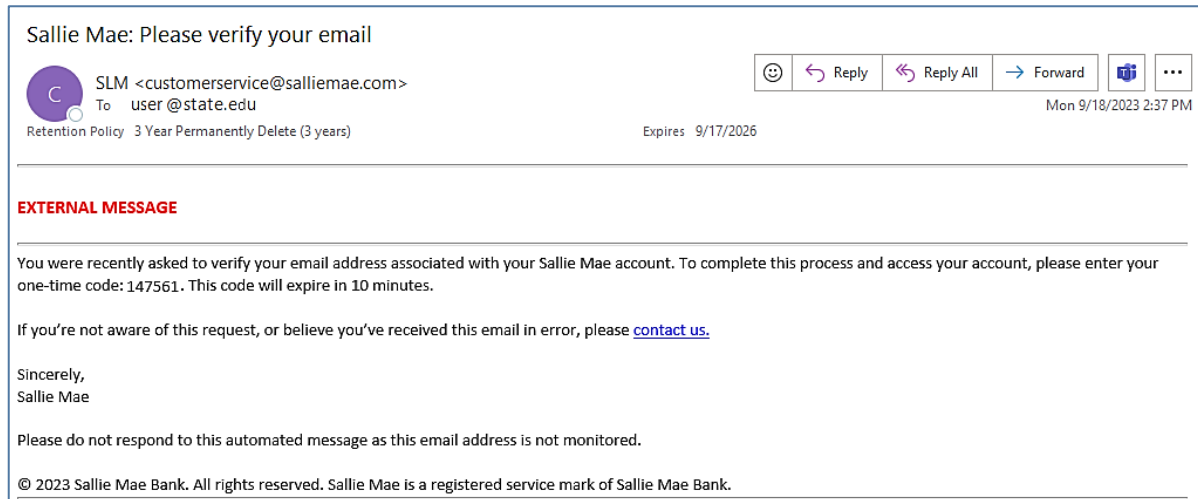 Sallie Mae: Please verify your email
C
SLM <customerservice@salliemae.com>
Reply
Reply All
Forward
To user @state.edu
Mon 9/18/2023 2:37 PM
Retention Policy 3 Year Permanently Delete (3 years)
Expires 9/17/2026
EXTERNAL MESSAGE
You were recently asked to verify your email address associated with your Sallie Mae account. To complete this process and access your account, please enter your
one-time code: 147561. This code will expire in 10 minutes.
If you’re not aware of this request, or believe you’ve received this email in error, please contact us.
Sincerely,
Sallie Mae
Please do not respond to this automated message as this email address is not monitored.
© 2023 Sallie Mae Bank. All rights reserved. Sallie Mae is a registered service mark of Sallie Mae Bank.